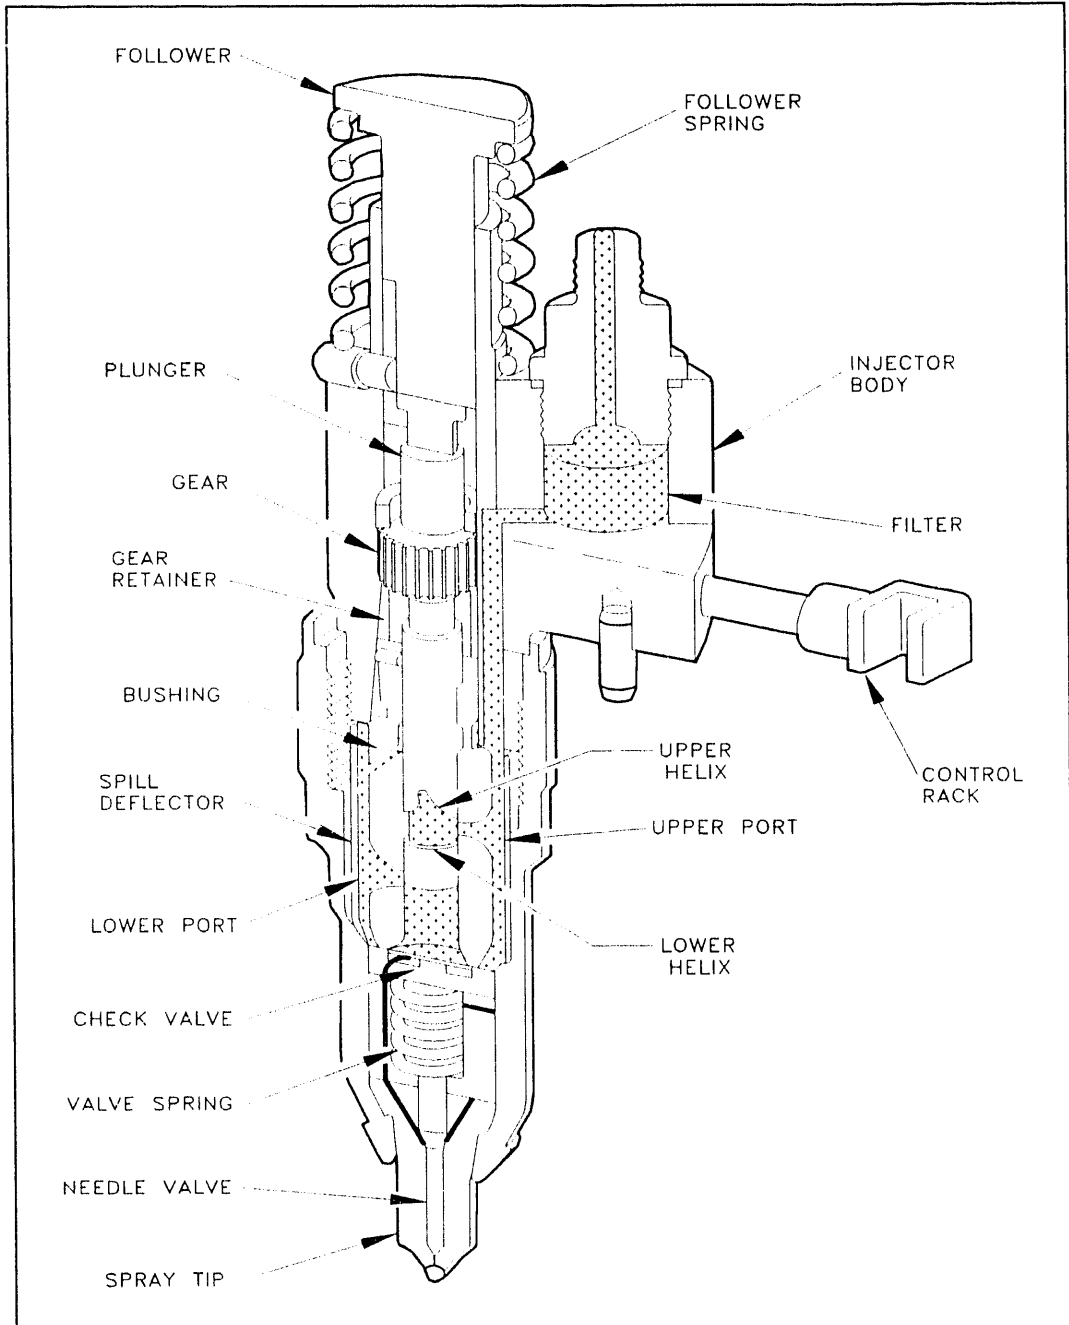 FOLLOWER
FOLLOWER
SPRING
PLUNGER
INJECTOR
BODY
GEAR
FILTER
GEAR
RETAINER
BUSHING
UPPER
HELIX
CONTROL
RACK
SPILL
DEFLECTOR
UPPER PORT
LOWER PORT
LOWER
HELIX
CHECK VALVE
VALVE SPRING
NEEDLE VALVE
SPRAY TIP